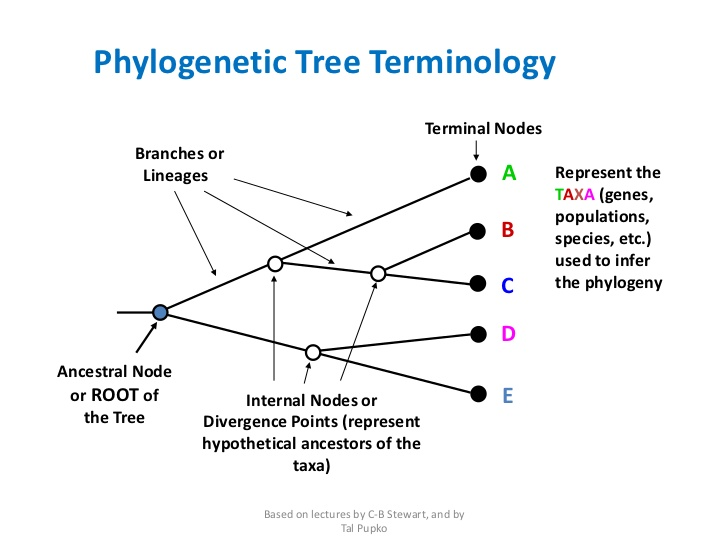 Phylogenetic Tree Terminology
Terminal Nodes
Branches or
Lineages
A
B
C
D
E
Represent the
TAXA (genes,
populations,
species, etc.)
used to infer
the phylogeny
Ancestral Node
or ROOT of
the Tree
Internal Nodes or
Divergence Points (represent
hypothetical ancestors of the
taxa)
Based on lectures by C-B Stewart, and by
Tal Pupko